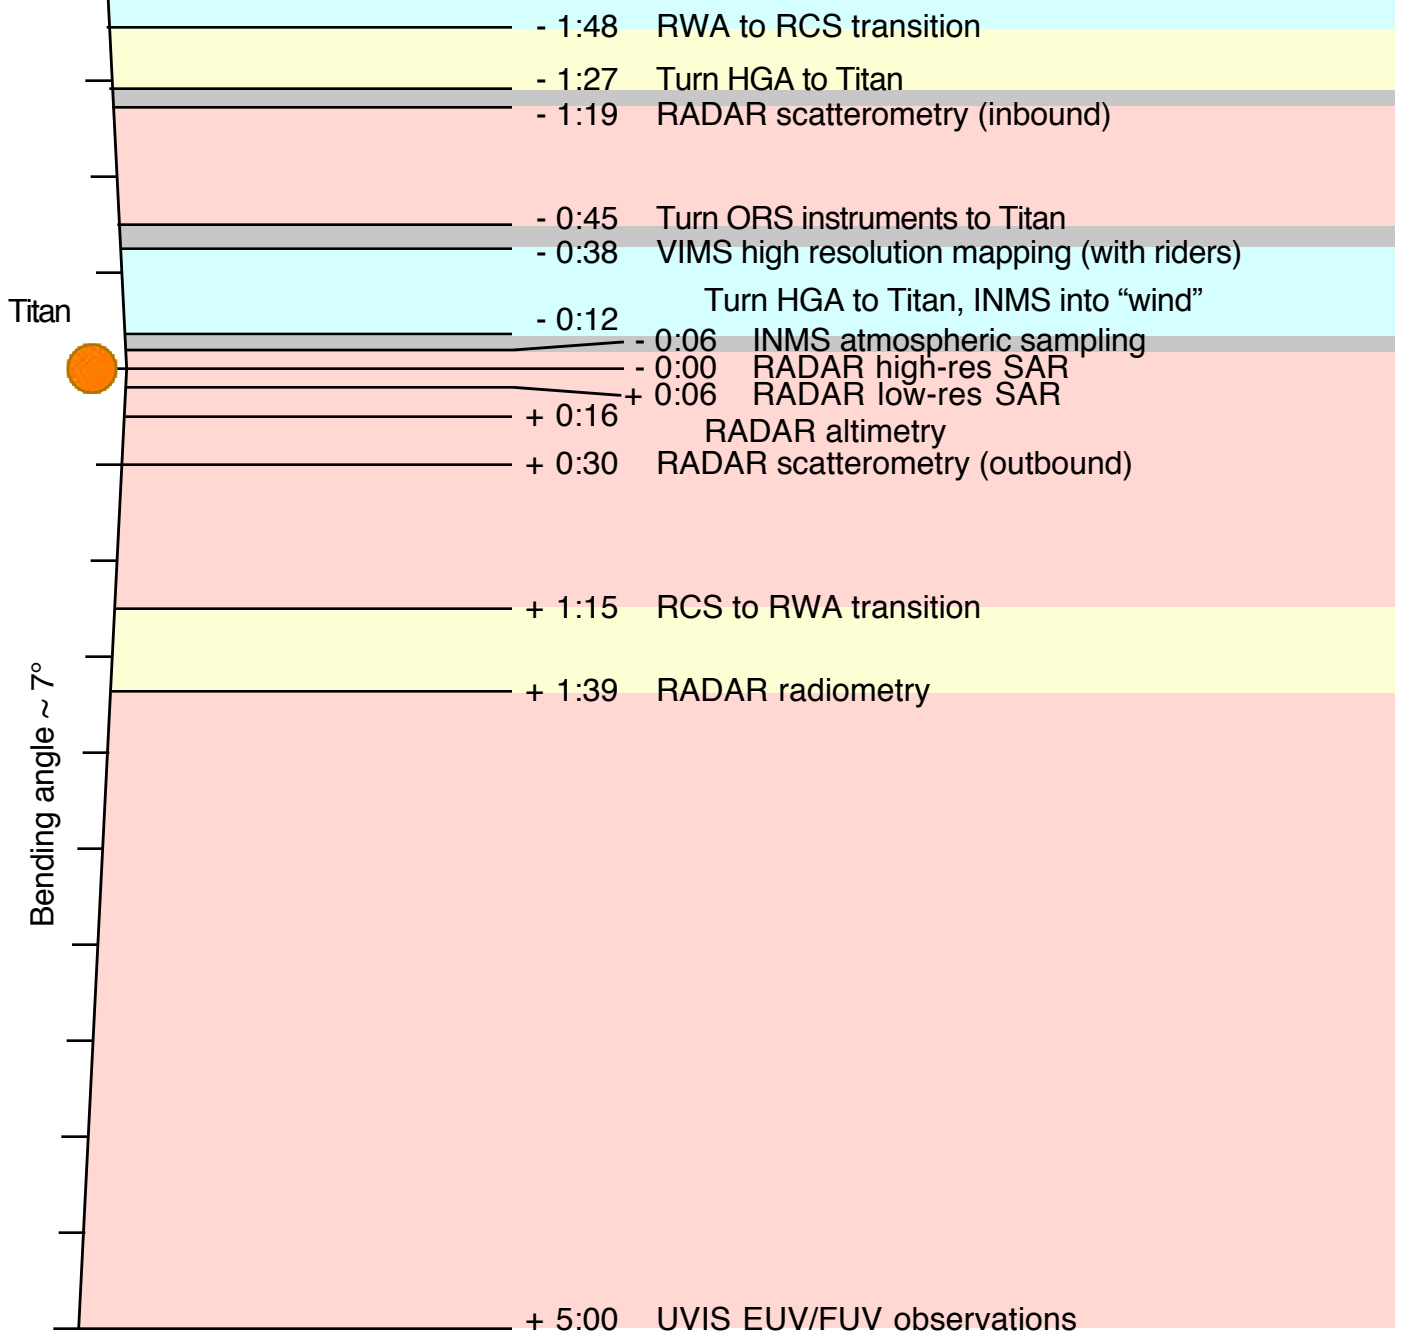 - 1:48 RWA to RCS transition
- 1:27 Turn HGA to Titan
- 1:19 RADAR scatterometry (inbound)
- 0:45 Turn ORS instruments to Titan
- 0:38 VIMS high resolution mapping (with riders)
Titan
- 0:12 Turn HGA to Titan, INMS into “wind”
- 0:06 INMS atmospheric sampling
- 0:00 RADAR high-res SAR
+ 0:06 RADAR low-res SAR
+ 0:16 RADAR altimetry
+ 0:30 RADAR scatterometry (outbound)
+ 1:15 RCS to RWA transition
+ 1:39 RADAR radiometry
Bending angle ~ 7°
+ 5:00 UVIS EUV/FUV observations